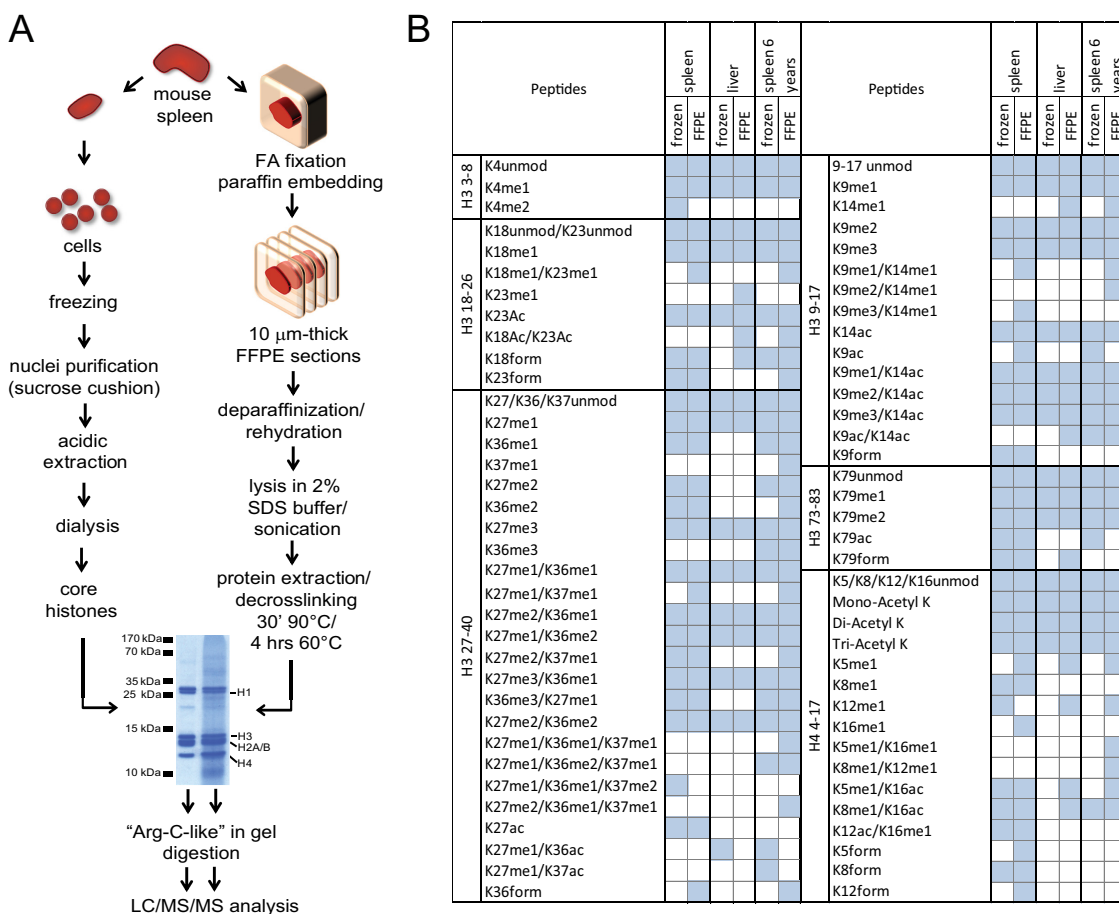 A
mouse
spleen
cells
freezing
nuclei purification
(sucrose cushion)
acidic
extraction
dialysis
core
histones
FA fixation
paraffin embedding
10 μm-thick
FFPE sections
deparaffinization/
rehydration
lysis in 2%
SDS buffer/
sonication
protein extraction/
decrosslinking
30' 90°C/
4 hrs 60°C
170 kDa
70 kDa
35 kDa
25 kDa
15 kDa
10 kDa
H1
H3
H2A/B
H4
“Arg-C-like” in gel
digestion
LC/MS/MS analysis
B
Peptides
spleen
liver
spleen 6
years
frozen
FFPE
frozen
FFPE
frozen
FFPE
H3 3-8
K4unmod
K4me1
K4me2
H3 18-26
K18unmod/K23unmod
K18me1
K18me1/K23me1
K23me1
K23Ac
K18Ac/K23Ac
K18form
K23form
H3 27-40
K27/K36/K37unmod
K27me1
K36me1
K37me1
K27me2
K36me2
K27me3
K36me3
K27me1/K36me1
K27me1/K37me1
K27me2/K36me1
K27me1/K36me2
K27me2/K37me1
K27me3/K36me1
K36me3/K27me1
K27me2/K36me2
K27me1/K36me1/K37me1
K27me1/K36me2/K37me1
K27me1/K36me1/K37me2
K27me2/K36me1/K37me1
K27ac
K27me1/K36ac
K27me1/K37ac
K36form
Peptides
spleen
liver
spleen 6
years
frozen
FFPE
frozen
FFPE
frozen
FFPE
H3 9-17
9-17 unmod
K9me1
K14me1
K9me2
K9me3
K9me1/K14me1
K9me2/K14me1
K9me3/K14me1
K14ac
K9ac
K9me1/K14ac
K9me2/K14ac
K9me3/K14ac
K9ac/K14ac
K9form
H3 73-83
K79unmod
K79me1
K79me2
K79ac
K79form
H4 4-17
K5/K8/K12/K16unmod
Mono-Acetyl K
Di-Acetyl K
Tri-Acetyl K
K5me1
K8me1
K12me1
K16me1
K5me1/K16me1
K8me1/K12me1
K5me1/K16ac
K8me1/K16ac
K12ac/K16me1
K5form
K8form
K12form